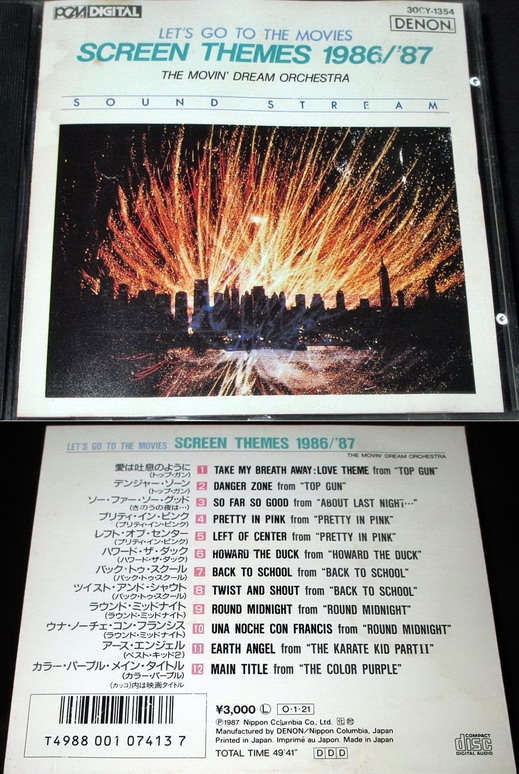 PCM DIGITAL
30CY-1354
DENON
LET'S GO TO THE MOVIES
SCREEN THEMES 1986/'87
THE MOVIN' DREAM ORCHESTRA
SOUND STREAM
LET'S GO TO THE MOVIES SCREEN THEMES 1986/'87
THE MOVIN' DREAM ORCHESTRA
愛は吐息のように
(トップ・ガン)
1 TAKE MY BREATH AWAY:LOVE THEME from "TOP GUN"
デンジャー・ゾーン
(トップ・ガン)
2 DANGER ZONE from "TOP GUN"
ソー・ファー・ソー・グッド
(きのうの夜は…)
3 SO FAR SO GOOD from "ABOUT LAST NIGHT…"
プリティ・イン・ピンク
(プリティ・イン・ピンク)
4 PRETTY IN PINK from "PRETTY IN PINK"
レフト・オブ・センター
(プリティ・イン・ピンク)
5 LEFT OF CENTER from "PRETTY IN PINK"
ハワード・ザ・ダック
(ハワード・ザ・ダック)
6 HOWARD THE DUCK from "HOWARD THE DUCK"
バック・トゥ・スクール
(バック・トゥ・スクール)
7 BACK TO SCHOOL from "BACK TO SCHOOL"
ツイスト・アンド・シャウト
(バック・トゥ・スクール)
8 TWIST AND SHOUT from "BACK TO SCHOOL"
ラウンド・ミッドナイト
(ラウンド・ミッドナイト)
9 ROUND MIDNIGHT from "ROUND MIDNIGHT"
ウナ・ノーチェ・コン・フランシス
(ラウンド・ミッドナイト)
10 UNA NOCHE CON FRANCIS from "ROUND MIDNIGHT"
アース・エンジェル
(ベスト・キッド2)
11 EARTH ANGEL from "THE KARATE KID PART II"
カラー・パープル・メイン・タイトル
(カラー・パープル)
12 MAIN TITLE from "THE COLOR PURPLE"
(カッコ)内は映画タイトル
T4988 001 07413 7
¥3,000 Ⓛ 0・1・21
Ⓟ1987 Nippon Columbia Co., Ltd.
Manufactured by DENON/Nippon Columbia, Japan
Printed in Japan. Imprimé au Japon. Made in Japan
TOTAL TIME 49'41" DDD
COMPACT
disc
DIGITAL AUDIO